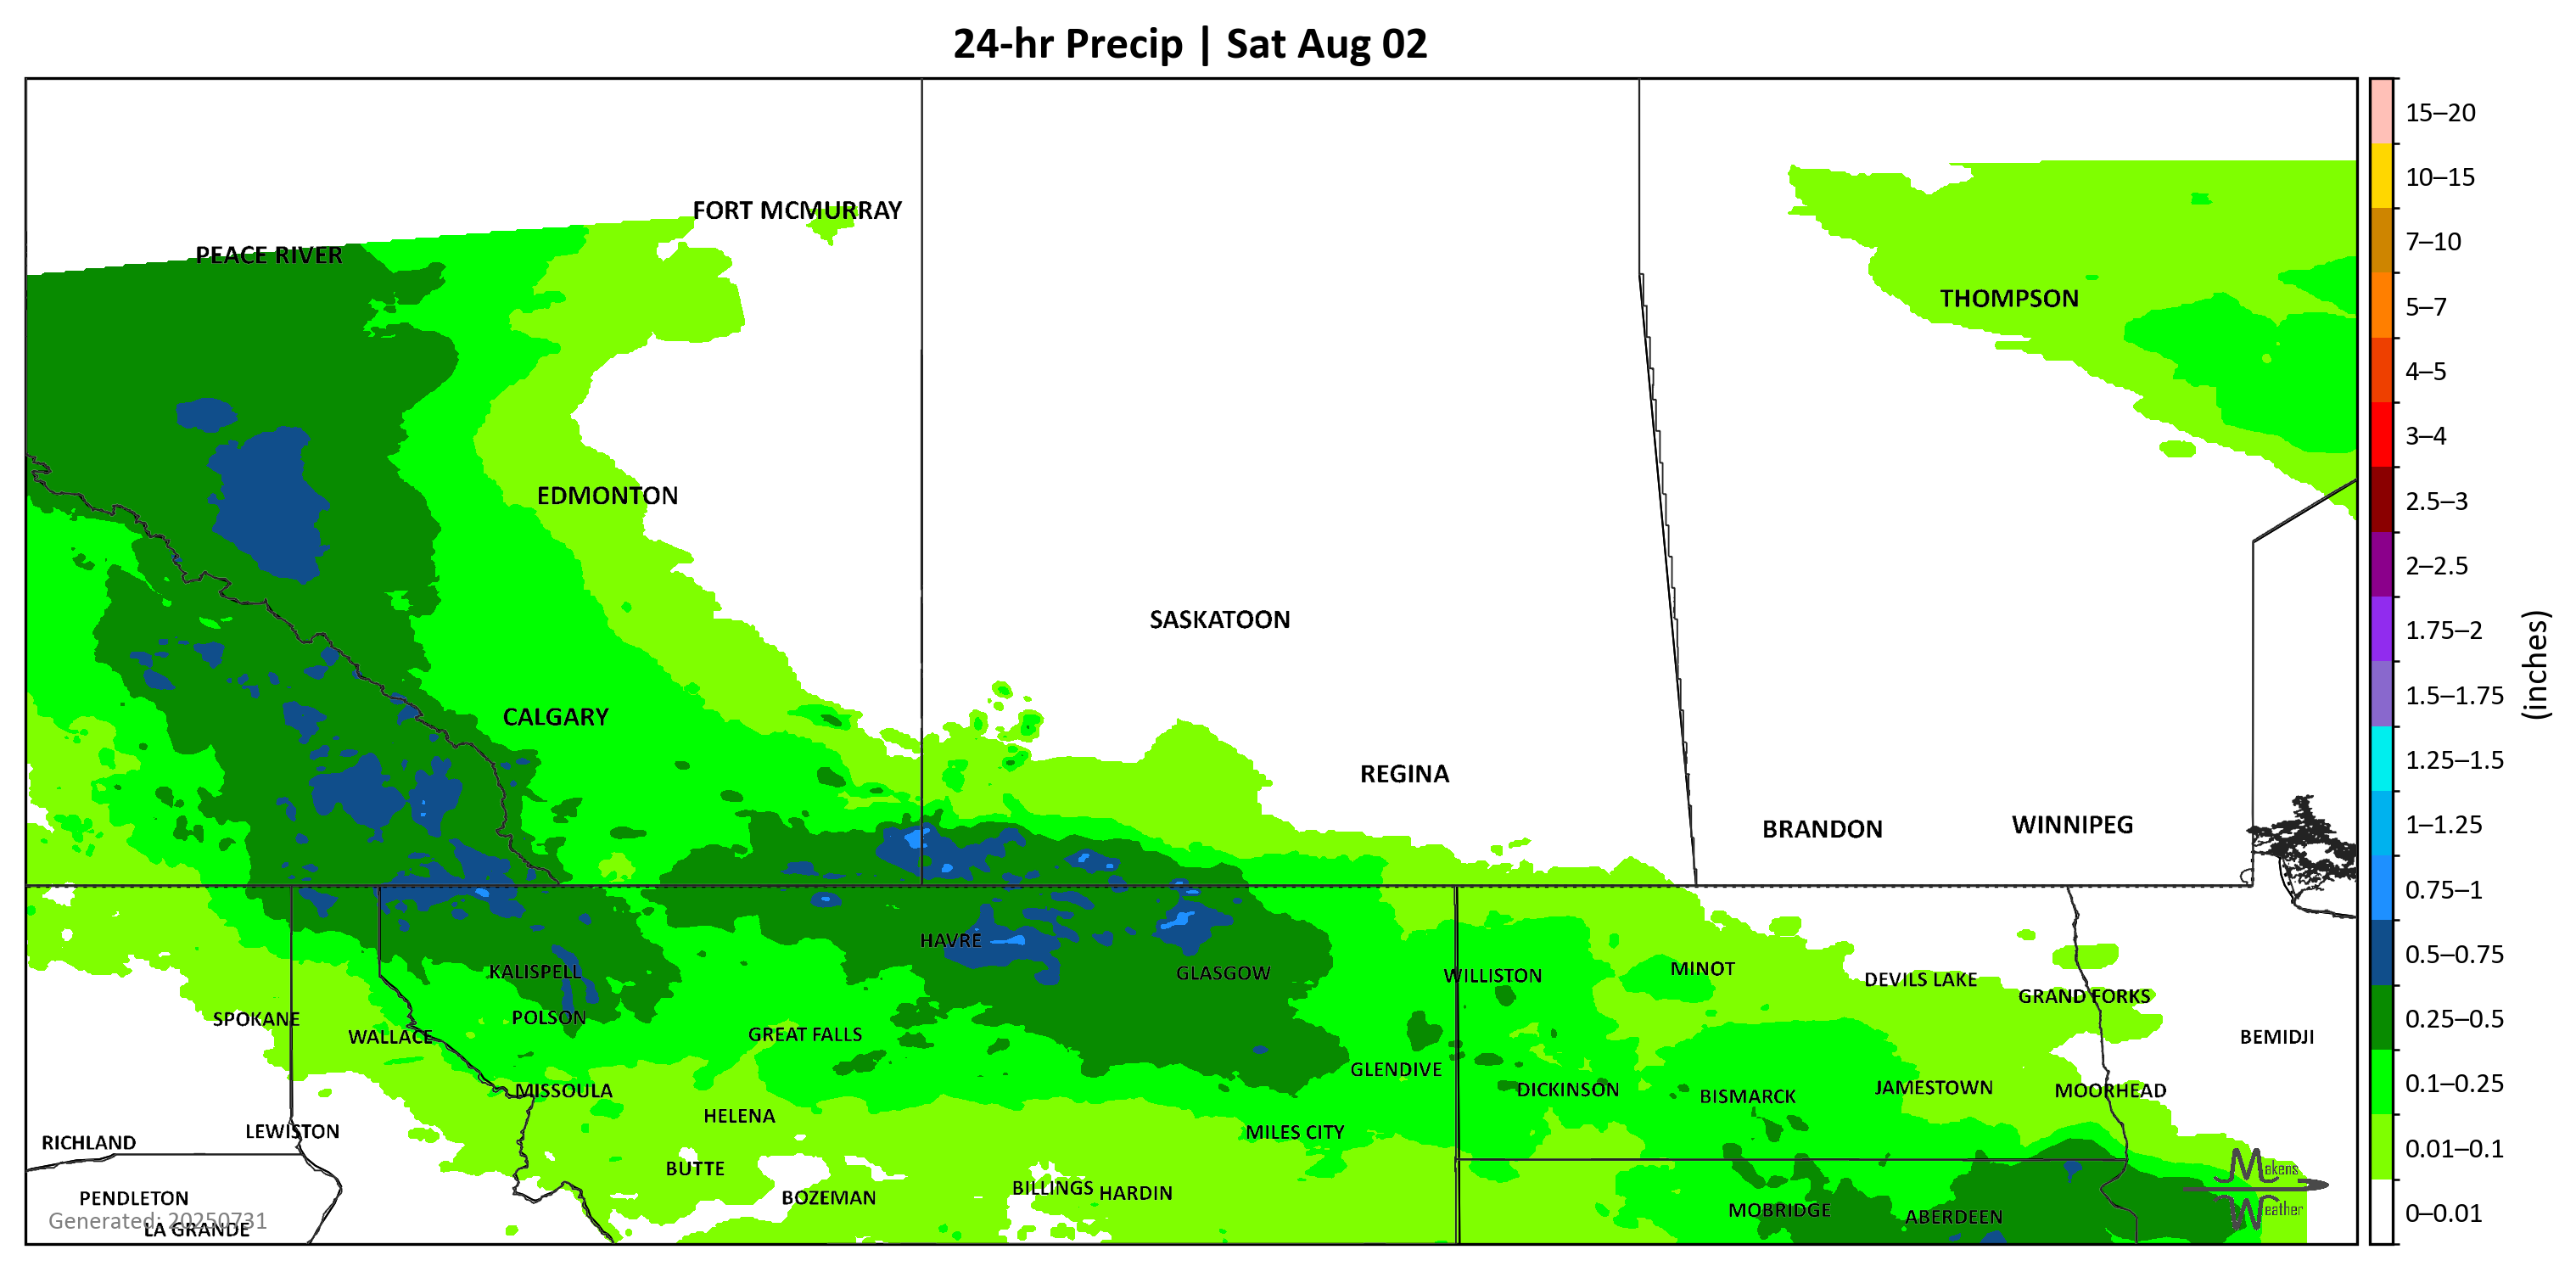 24-hr Precip | Sat Aug 02
FORT MCMURRAY
PEACE RIVER
THOMPSON
EDMONTON
SASKATOON
CALGARY
REGINA
BRANDON
WINNIPEG
HAVRE
KALISPELL
GLASGOW
WILLISTON
MINOT
DEVILS LAKE
GRAND FORKS
SPOKANE
POLSON
WALLACE
GREAT FALLS
BEMIDJI
GLENDIVE
MISSOULA
DICKINSON
BISMARCK
JAMESTOWN
MOORHEAD
HELENA
RICHLAND
LEWISTON
MILES CITY
BUTTE
BILLINGS
HARDIN
PENDLETON
BOZEMAN
MOBRIDGE
ABERDEEN
Generated: 20250731
LA GRANDE
Makens
Weather
15–20
10–15
7–10
5–7
4–5
3–4
2.5–3
2–2.5
1.75–2
1.5–1.75
1.25–1.5
1–1.25
0.75–1
0.5–0.75
0.25–0.5
0.1–0.25
0.01–0.1
0–0.01
(inches)